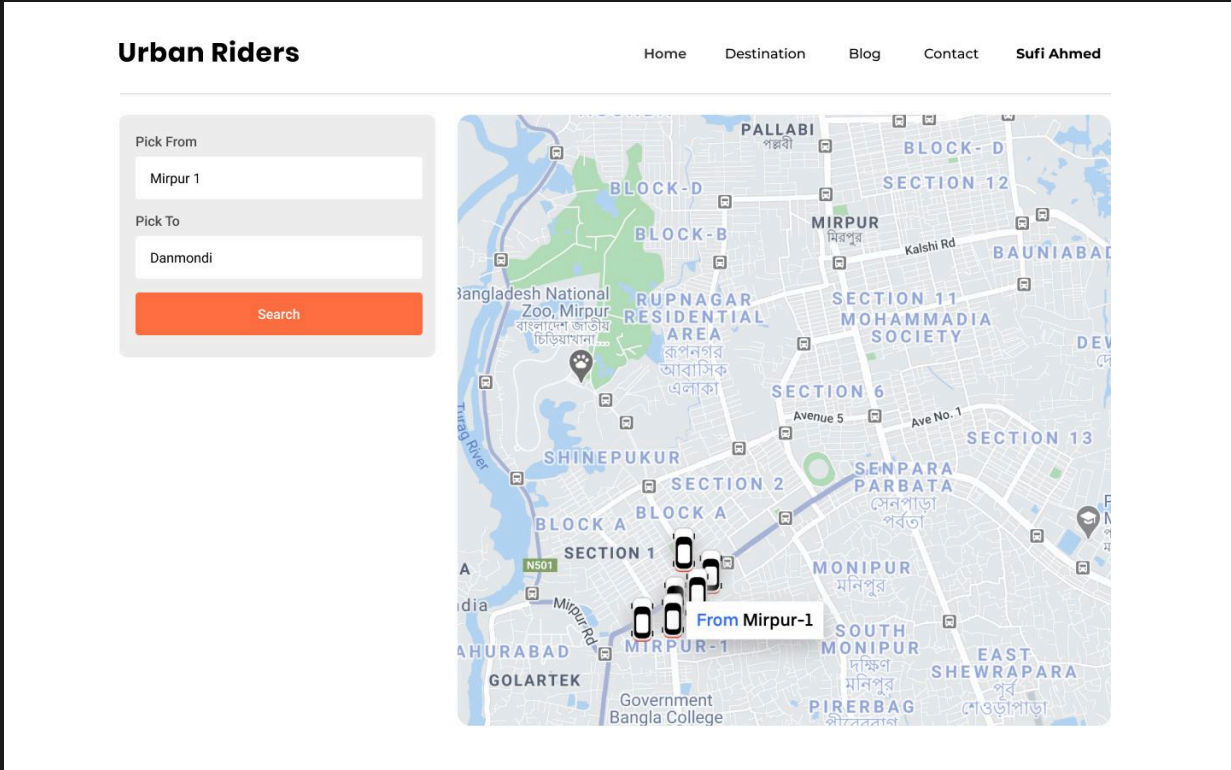 Urban Riders
Home
Destination
Blog
Contact
Sufi Ahmed
Pick From
Mirpur 1
Pick To
Danmondi
Search
PALLABI
পল্লবী
BLOCK- D
SECTION 12
BLOCK-D
MIRPUR
মিরপুর
BLOCK-B
Kalshi Rd
BAUNIABAD
Bangladesh National
Zoo, Mirpur
বাংলাদেশ জাতীয়
চিড়িয়াখানা...
RUPNAGAR
RESIDENTIAL
AREA
রূপনগর
আবাসিক
এলাকা
SECTION 11
MOHAMMADIA
SOCIETY
DEV
দে
SECTION 6
Avenue 5
Ave No. 1
SECTION 13
Turag River
SHINEPUKUR
SENPARA
PARBATA
সেনপাড়া
পর্বতা
SECTION 2
BLOCK A
BLOCK A
SECTION 1
N501
A
MONIPUR
মনিপুর
dia
Mirpur Rd
From Mirpur-1
MIRPUR-1
SOUTH
MONIPUR
দক্ষিণ
মনিপুর
AHURABAD
GOLARTEK
EAST
SHEWRAPARA
পূর্ব
শেওড়াপাড়া
Government
Bangla College
PIRERBAG